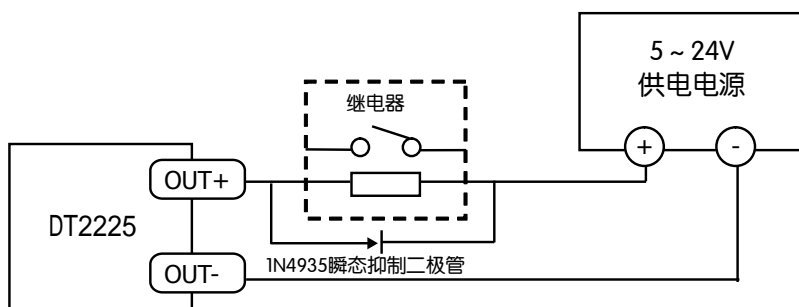 5 ~ 24V
供电电源
继电器
+
-
OUT+
DT2225
OUT-
1N4935瞬态抑制二极管